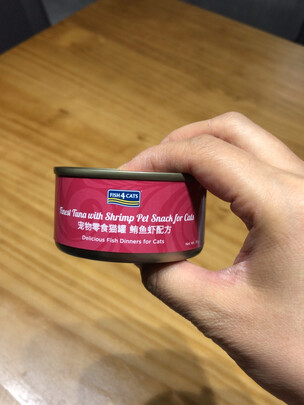 FISH4CATS
Finest Tuna with Shrimp Pet Snack for Cats
宠物零食猫罐 鲔鱼虾配方
Delicious Fish Dinners for Cats